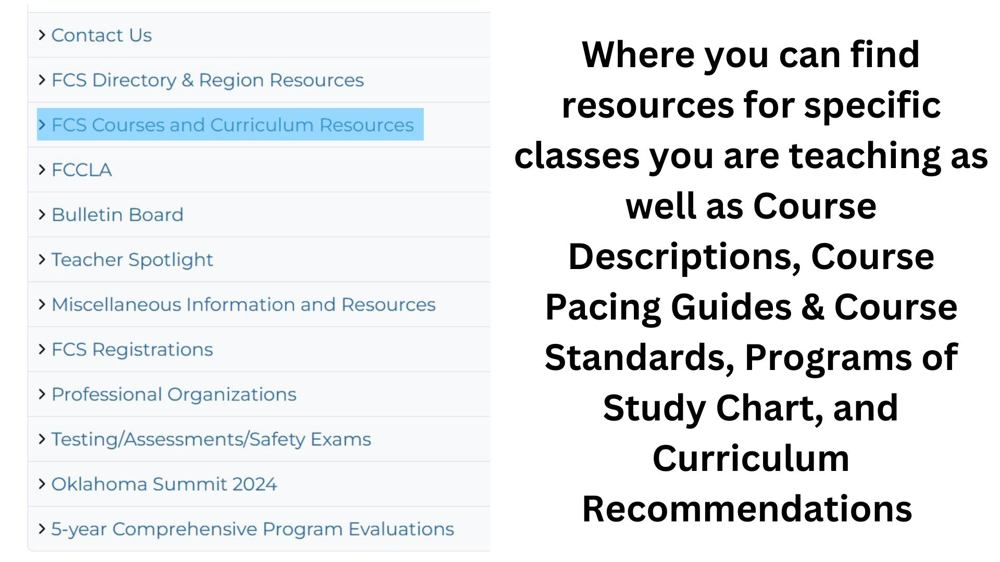 Contact Us
FCS Directory & Region Resources
FCS Courses and Curriculum Resources
FCCLA
Bulletin Board
Teacher Spotlight
Miscellaneous Information and Resources
FCS Registrations
Professional Organizations
Testing/Assessments/Safety Exams
Oklahoma Summit 2024
5-year Comprehensive Program Evaluations
Where you can find
resources for specific
classes you are teaching as
well as Course
Descriptions, Course
Pacing Guides & Course
Standards, Programs of
Study Chart, and
Curriculum
Recommendations